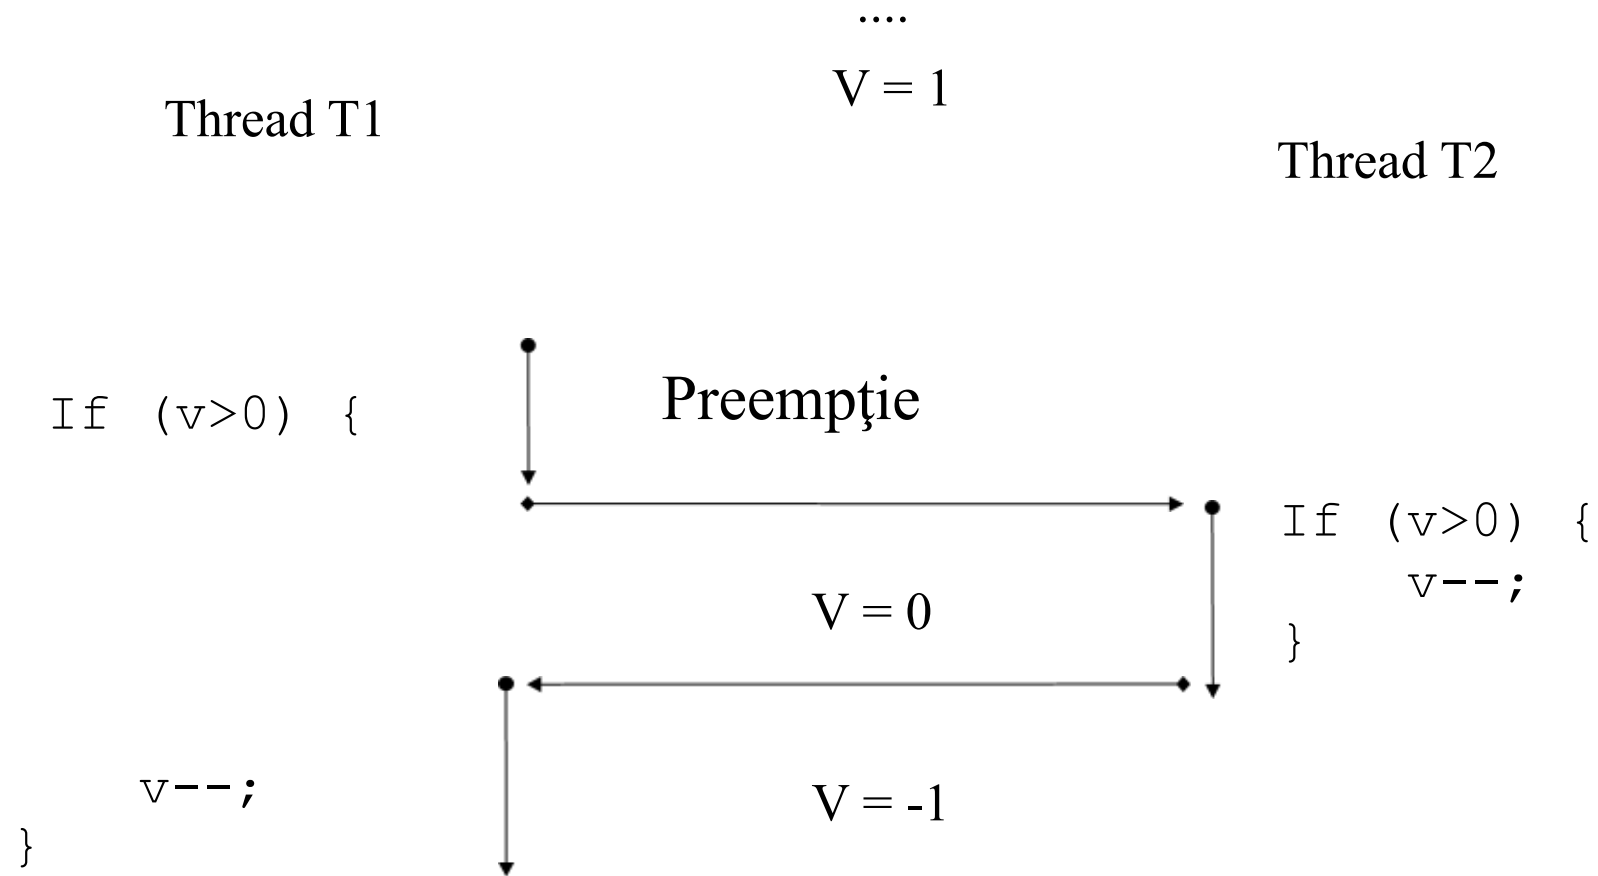 ....
V = 1
Thread T1
Thread T2
Preempţie
If (v>0) {
If (v>0) {
v--;
}
V = 0
v--;
}
V = -1